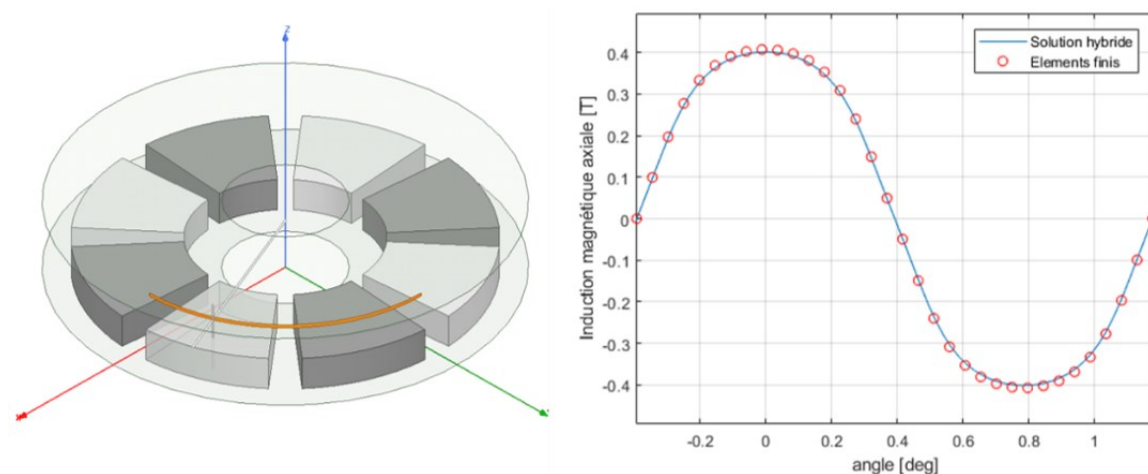 z
x
Induction magnétique axiale [T]
0.4
0.3
0.2
0.1
0
-0.1
-0.2
-0.3
-0.4
Solution hybride
Elements finis
-0.2 0 0.2 0.4 0.6 0.8 1
angle [deg]